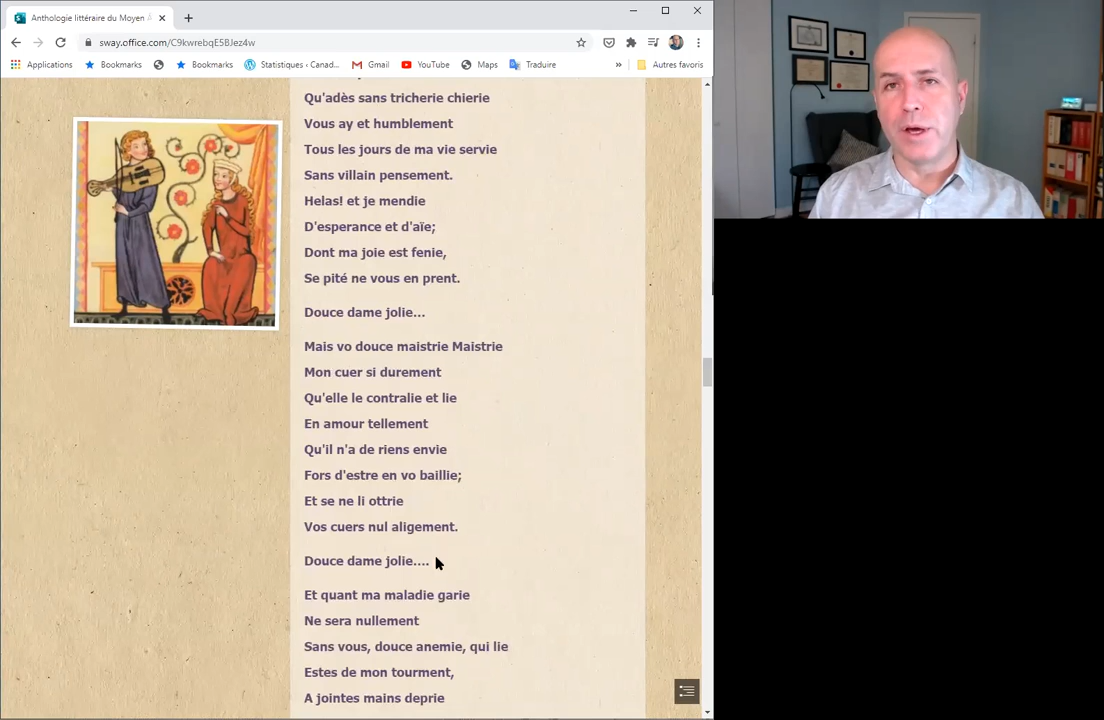 Anthologie littéraire du Moyen
sway.office.com/C9kwrebqE5BJez4w
Applications
Bookmarks
Bookmarks
Statistiques ‹ Canad...
Gmail
YouTube
Maps
Traduire
»
Autres favoris
Qu'adès sans tricherie chierie
Vous ay et humblement
Tous les jours de ma vie servie
Sans villain pensement.
Helas! et je mendie
D'esperance et d'aïe;
Dont ma joie est fenie,
Se pité ne vous en prent.
Douce dame jolie...
Mais vo douce maistrie Maistrie
Mon cuer si durement
Qu'elle le contralie et lie
En amour tellement
Qu'il n'a de riens envie
Fors d'estre en vo baillie;
Et se ne li ottrie
Vos cuers nul aligement.
Douce dame jolie....
Et quant ma maladie garie
Ne sera nullement
Sans vous, douce anemie, qui lie
Estes de mon tourment,
A jointes mains deprie